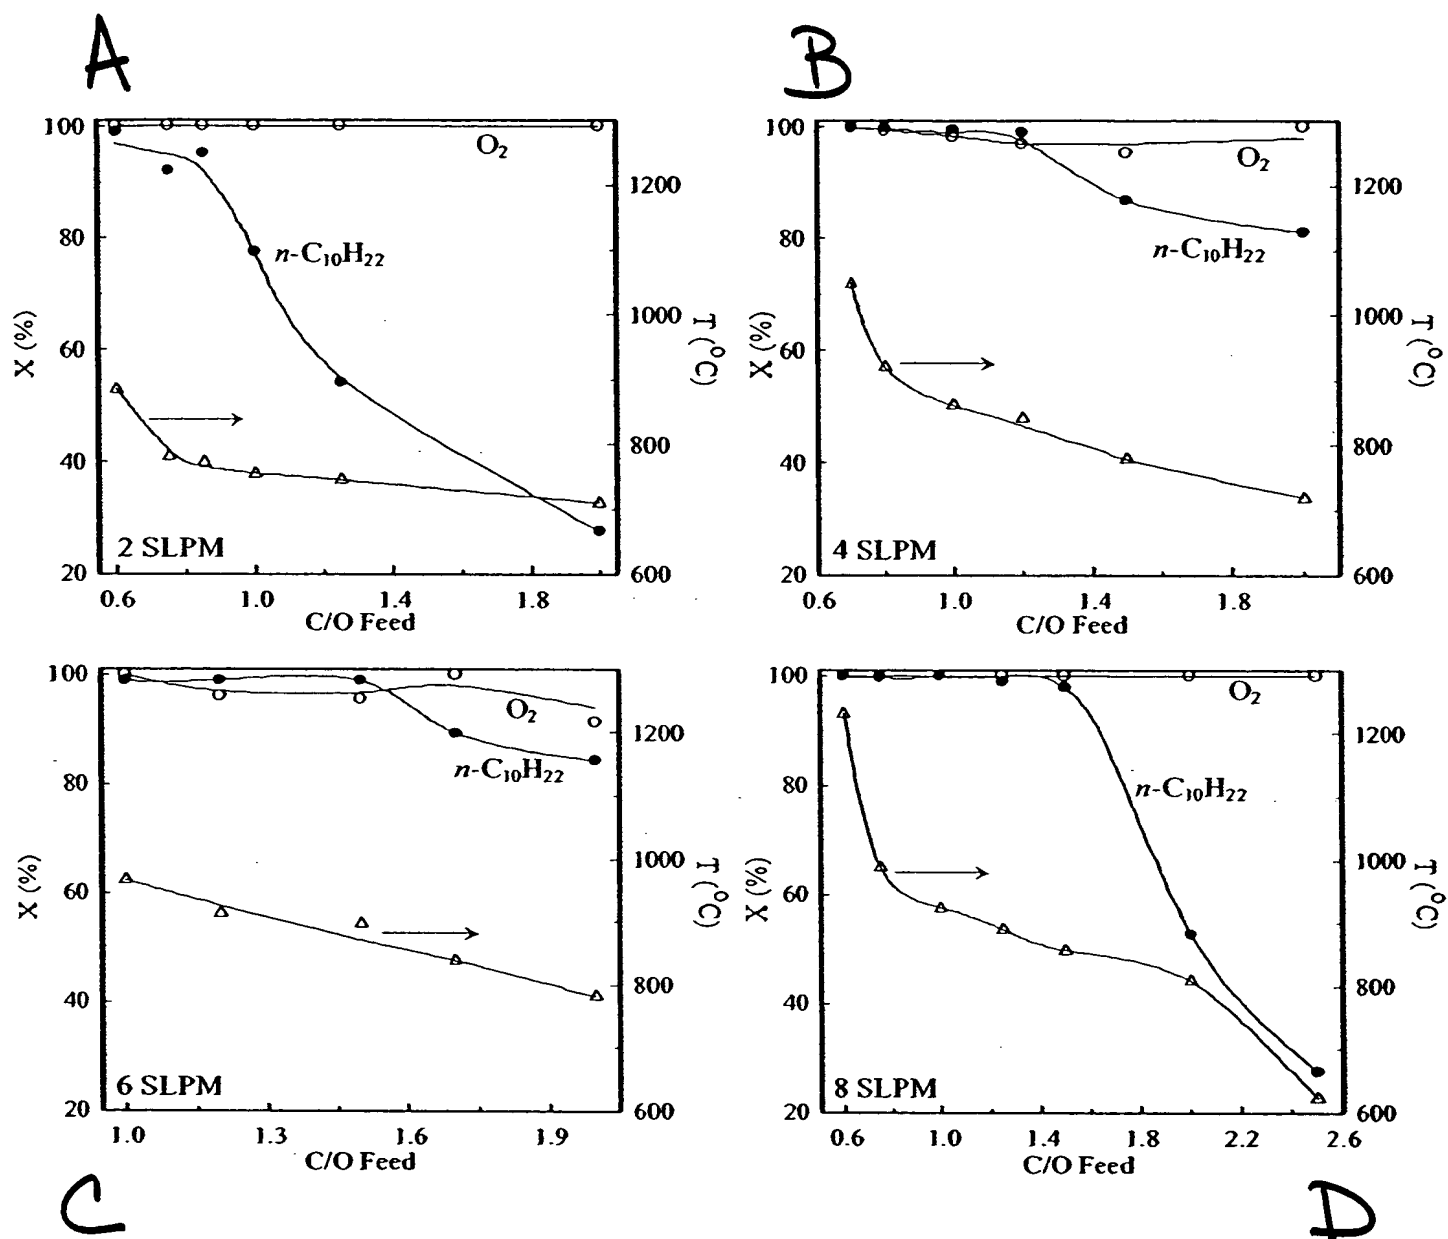 A
B
100
80
60
40
20
X (%)
O₂
n-C₁₀H₂₂
2 SLPM
1200
1000
800
600
T (⁰C)
0.6 1.0 1.4 1.8
C/O Feed
100
80
60
40
20
X (%)
O₂
n-C₁₀H₂₂
4 SLPM
1200
1000
800
600
T (⁰C)
0.6 1.0 1.4 1.8
C/O Feed
100
80
60
40
20
X (%)
O₂
n-C₁₀H₂₂
6 SLPM
1200
1000
800
600
T (⁰C)
1.0 1.3 1.6 1.9
C/O Feed
100
80
60
40
20
X (%)
O₂
n-C₁₀H₂₂
8 SLPM
1200
1000
800
600
T (⁰C)
0.6 1.0 1.4 1.8 2.2 2.6
C/O Feed
C
D